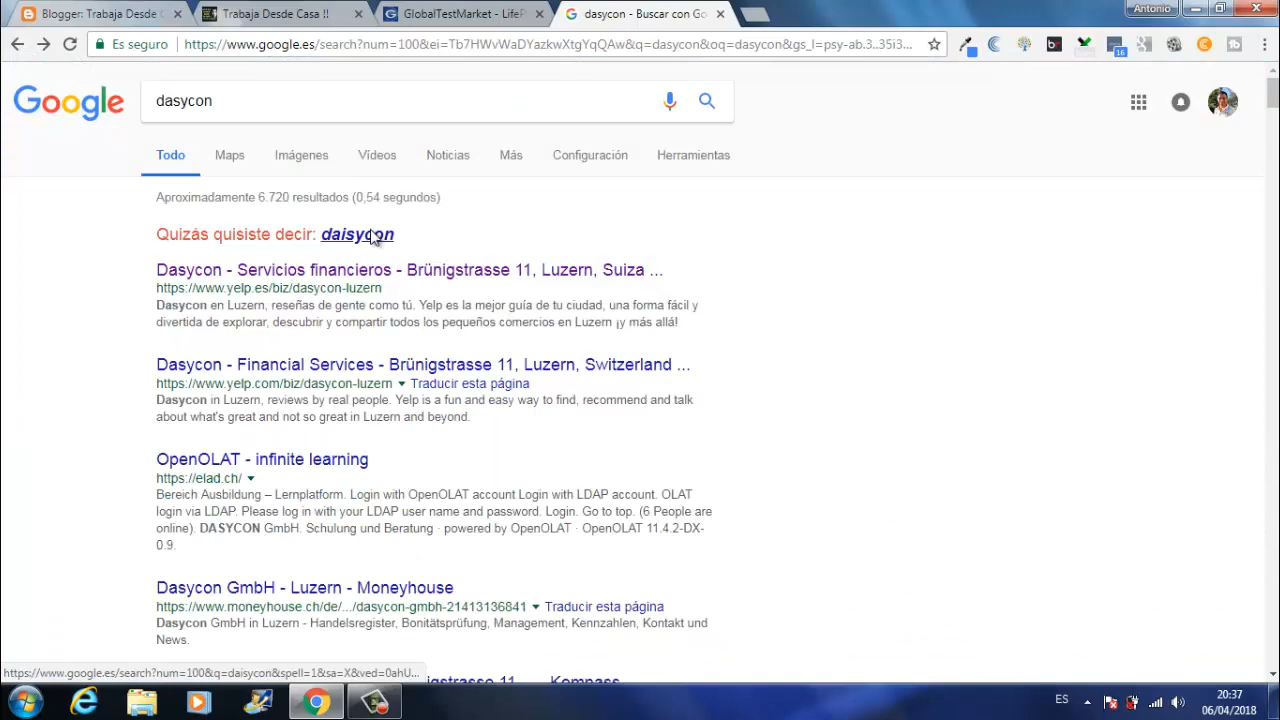 Blogger: Trabaja Desde C
Trabaja Desde Casa !!
GlobalTestMarket – LifeP
dasycon - Buscar con Go
Antonio
Es seguro
https://www.google.es/search?num=100&ei=Tb7HWvWaDYazkwXtgYqQAw&q=dasycon&oq=dasycon&gs_l=psy-ab.3..35i3...
16
Google
dasycon
Todo
Maps
Imágenes
Vídeos
Noticias
Más
Configuración
Herramientas
Aproximadamente 6.720 resultados (0,54 segundos)
Quizás quisiste decir: daisycon
Dasycon - Servicios financieros - Brünigstrasse 11, Luzern, Suiza ...
https://www.yelp.es/biz/dasycon-luzern
Dasycon en Luzern, reseñas de gente como tú. Yelp es la mejor guía de tu ciudad, una forma fácil y
divertida de explorar, descubrir y compartir todos los pequeños comercios en Luzern ¡y más allá!
Dasycon - Financial Services - Brünigstrasse 11, Luzern, Switzerland ...
https://www.yelp.com/biz/dasycon-luzern Traducir esta página
Dasycon in Luzern, reviews by real people. Yelp is a fun and easy way to find, recommend and talk
about what's great and not so great in Luzern and beyond.
OpenOLAT - infinite learning
https://elad.ch/
Bereich Ausbildung – Lernplatform. Login with OpenOLAT account Login with LDAP account. OLAT
login via LDAP. Please log in with your LDAP user name and password. Login. Go to top. (6 People are
online). DASYCON GmbH. Schulung und Beratung · powered by OpenOLAT · OpenOLAT 11.4.2-DX-
0.9.
Dasycon GmbH - Luzern - Moneyhouse
https://www.moneyhouse.ch/de/.../dasycon-gmbh-21413136841 Traducir esta página
Dasycon GmbH in Luzern - Handelsregister, Bonitätsprüfung, Management, Kennzahlen, Kontakt und
News.
https://www.google.es/search?num=100&q=daisycon&spell=1&sa=X&ved=0ahU...
igstrasse 11 Kompass
ES
20:37
06/04/2018